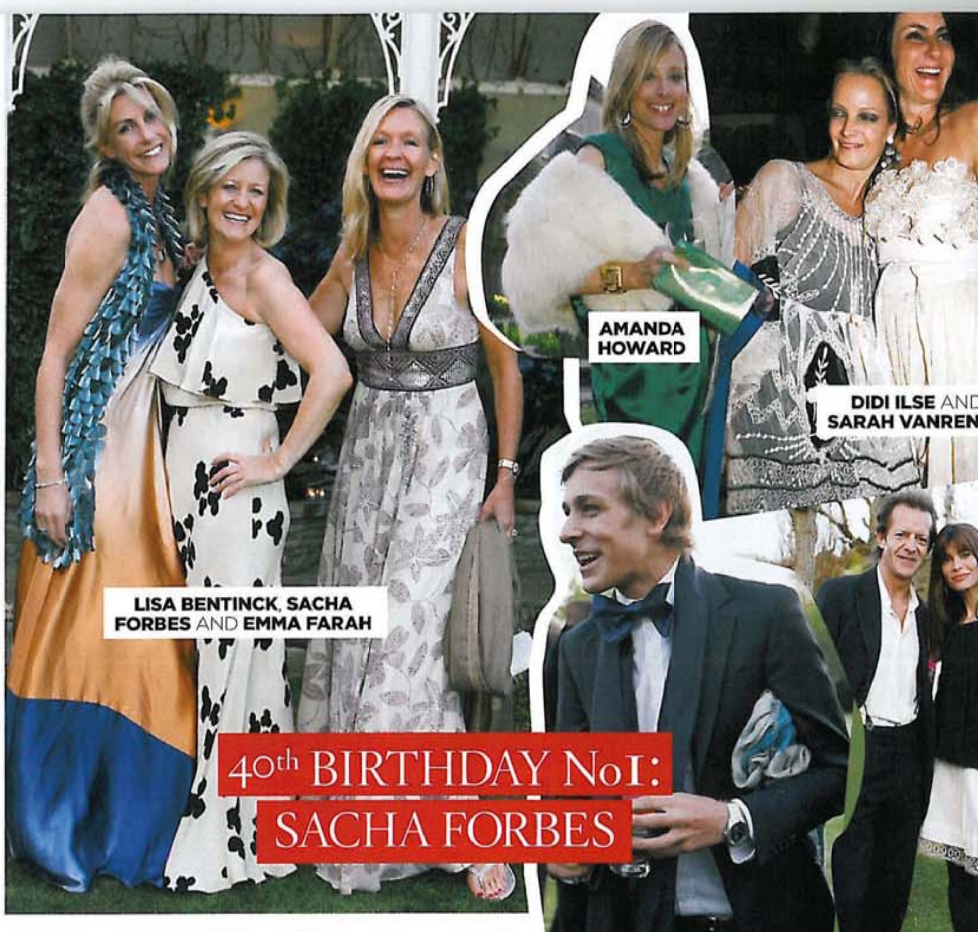 AMANDA
HOWARD
DIDI ILSE AND
SARAH VANREN
LISA BENTINCK, SACHA
FORBES AND EMMA FARAH
40th BIRTHDAY No1:
SACHA FORBES